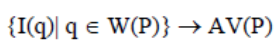 {I(q)| q ∈ W(P)} → AV(P)